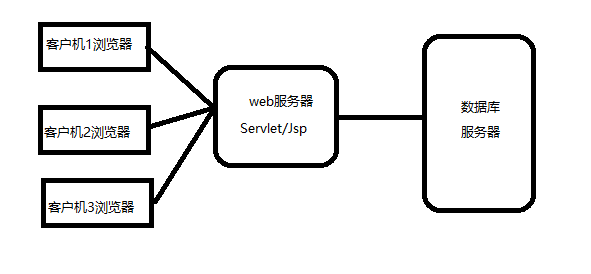 客户机1浏览器
客户机2浏览器
客户机3浏览器
web服务器
Servlet/Jsp
数据库
服务器